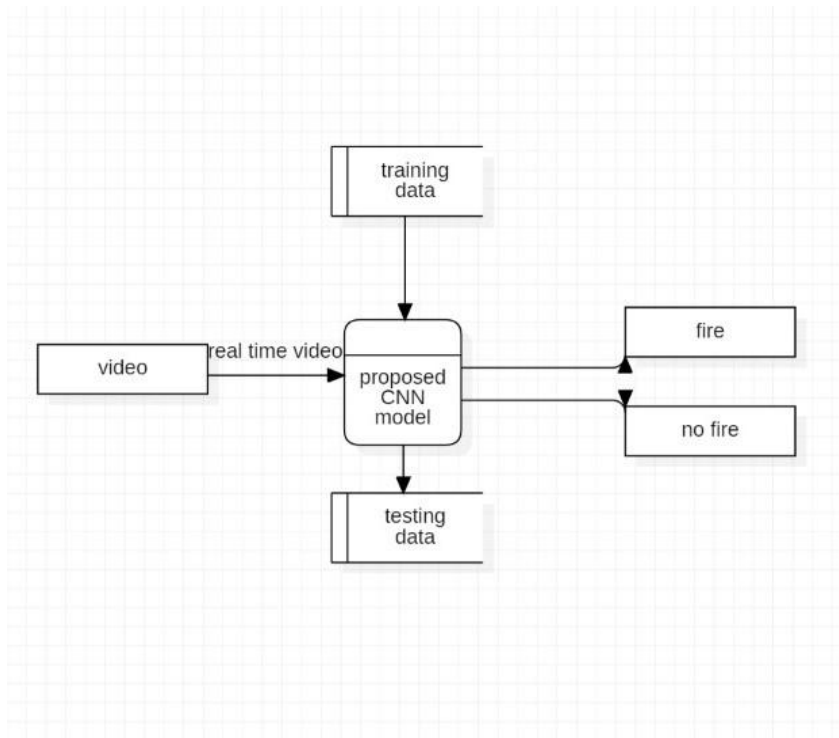 training
data
real time video
video
proposed
CNN
model
fire
no fire
testing
data